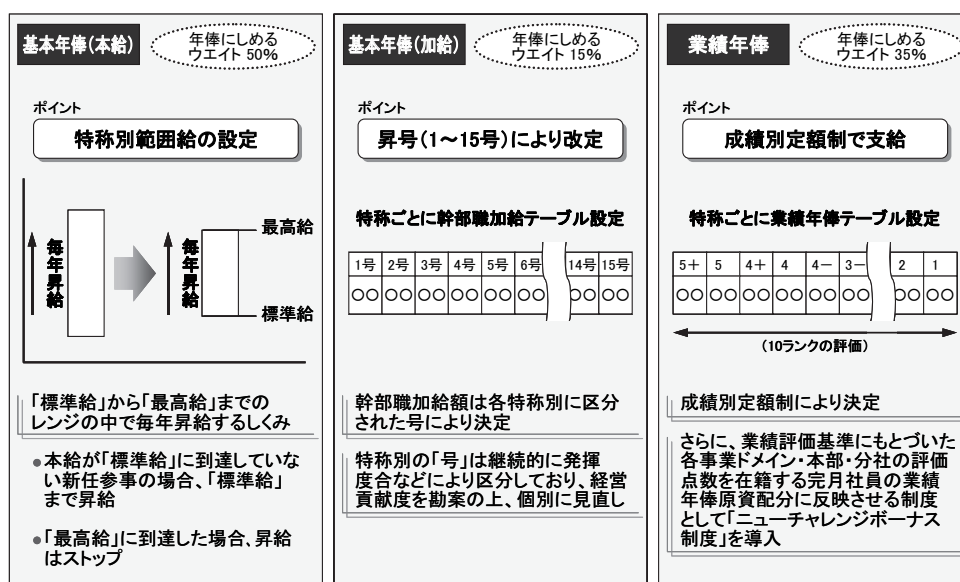 基本年俸(本給)
年俸にしめる
ウエイト 50%
ポイント
特称別範囲給の設定
毎年昇給
毎年昇給
最高給
標準給
「標準給」から「最高給」までの
レンジの中で毎年昇給するしくみ
●本給が「標準給」に到達していな
い新任参事の場合、「標準給」
まで昇給
●「最高給」に到達した場合、昇給
はストップ
基本年俸(加給)
年俸にしめる
ウエイト 15%
ポイント
昇号(1〜15号)により改定
特称ごとに幹部職加給テーブル設定
1号 2号 3号 4号 5号 6号 14号 15号
○○ ○○ ○○ ○○ ○○ ○○ ○○ ○○
幹部職加給額は各特称別に区分
された号により決定
特称別の「号」は継続的に発揮
度合などにより区分しており、経営
貢献度を勘案の上、個別に見直し
業績年俸
年俸にしめる
ウエイト 35%
ポイント
成績別定額制で支給
特称ごとに業績年俸テーブル設定
5+ 5 4+ 4 4− 3− 2 1
○○ ○○ ○○ ○○ ○○ ○○ ○○ ○○
(10ランクの評価)
成績別定額制により決定
さらに、業績評価基準にもとづいた
各事業ドメイン・本部・分社の評価
点数を在籍する完月社員の業績
年俸原資配分に反映させる制度
として「ニューチャレンジボーナス
制度」を導入